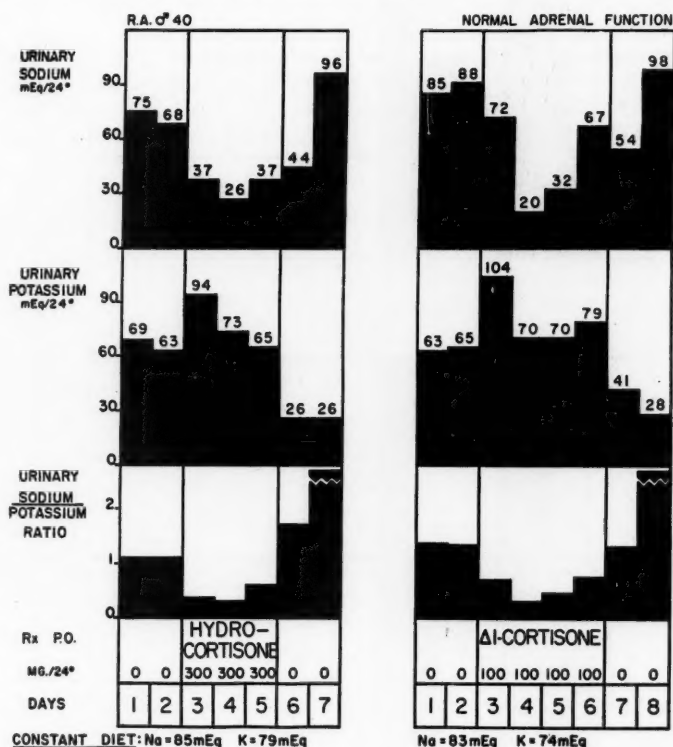 R.A. ♂ 40
NORMAL ADRENAL FUNCTION
URINARY
SODIUM
mEq/24°
90
60
30
0
75 68 37 26 37 44 96
85 88 72 20 32 67 54 98
URINARY
POTASSIUM
mEq/24°
90
60
30
0
69 63 94 73 65 26 26
63 65 104 70 70 79 41 28
URINARY
SODIUM
POTASSIUM
RATIO
2
1
0
Rx P.O.
HYDRO-
CORTISONE
Δ1-CORTISONE
MG./24° 0 0 300 300 300 0 0
0 0 100 100 100 100 0 0
DAYS 1 2 3 4 5 6 7
1 2 3 4 5 6 7 8
CONSTANT DIET: Na=85mEq K=79mEq
Na=83mEq K=74mEq